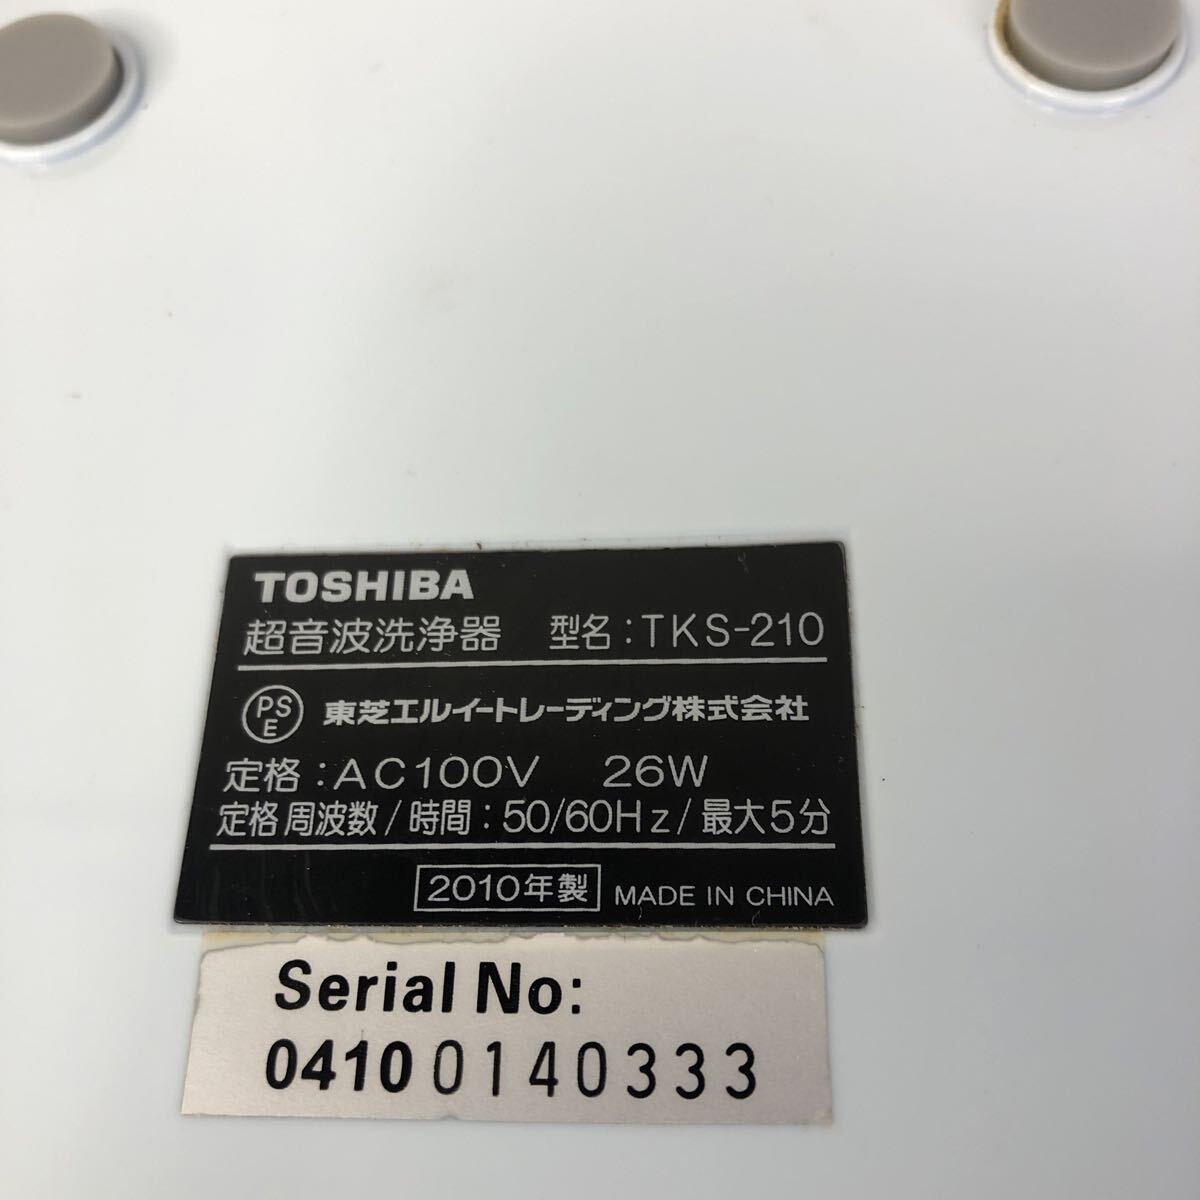 TOSHIBA
超音波洗浄器 型名:TKS-210
PSE 東芝エルイートレーディング株式会社
定格:AC100V 26W
定格周波数/時間:50/60Hz/最大5分
2010年製 MADE IN CHINA
Serial No:
04100140333